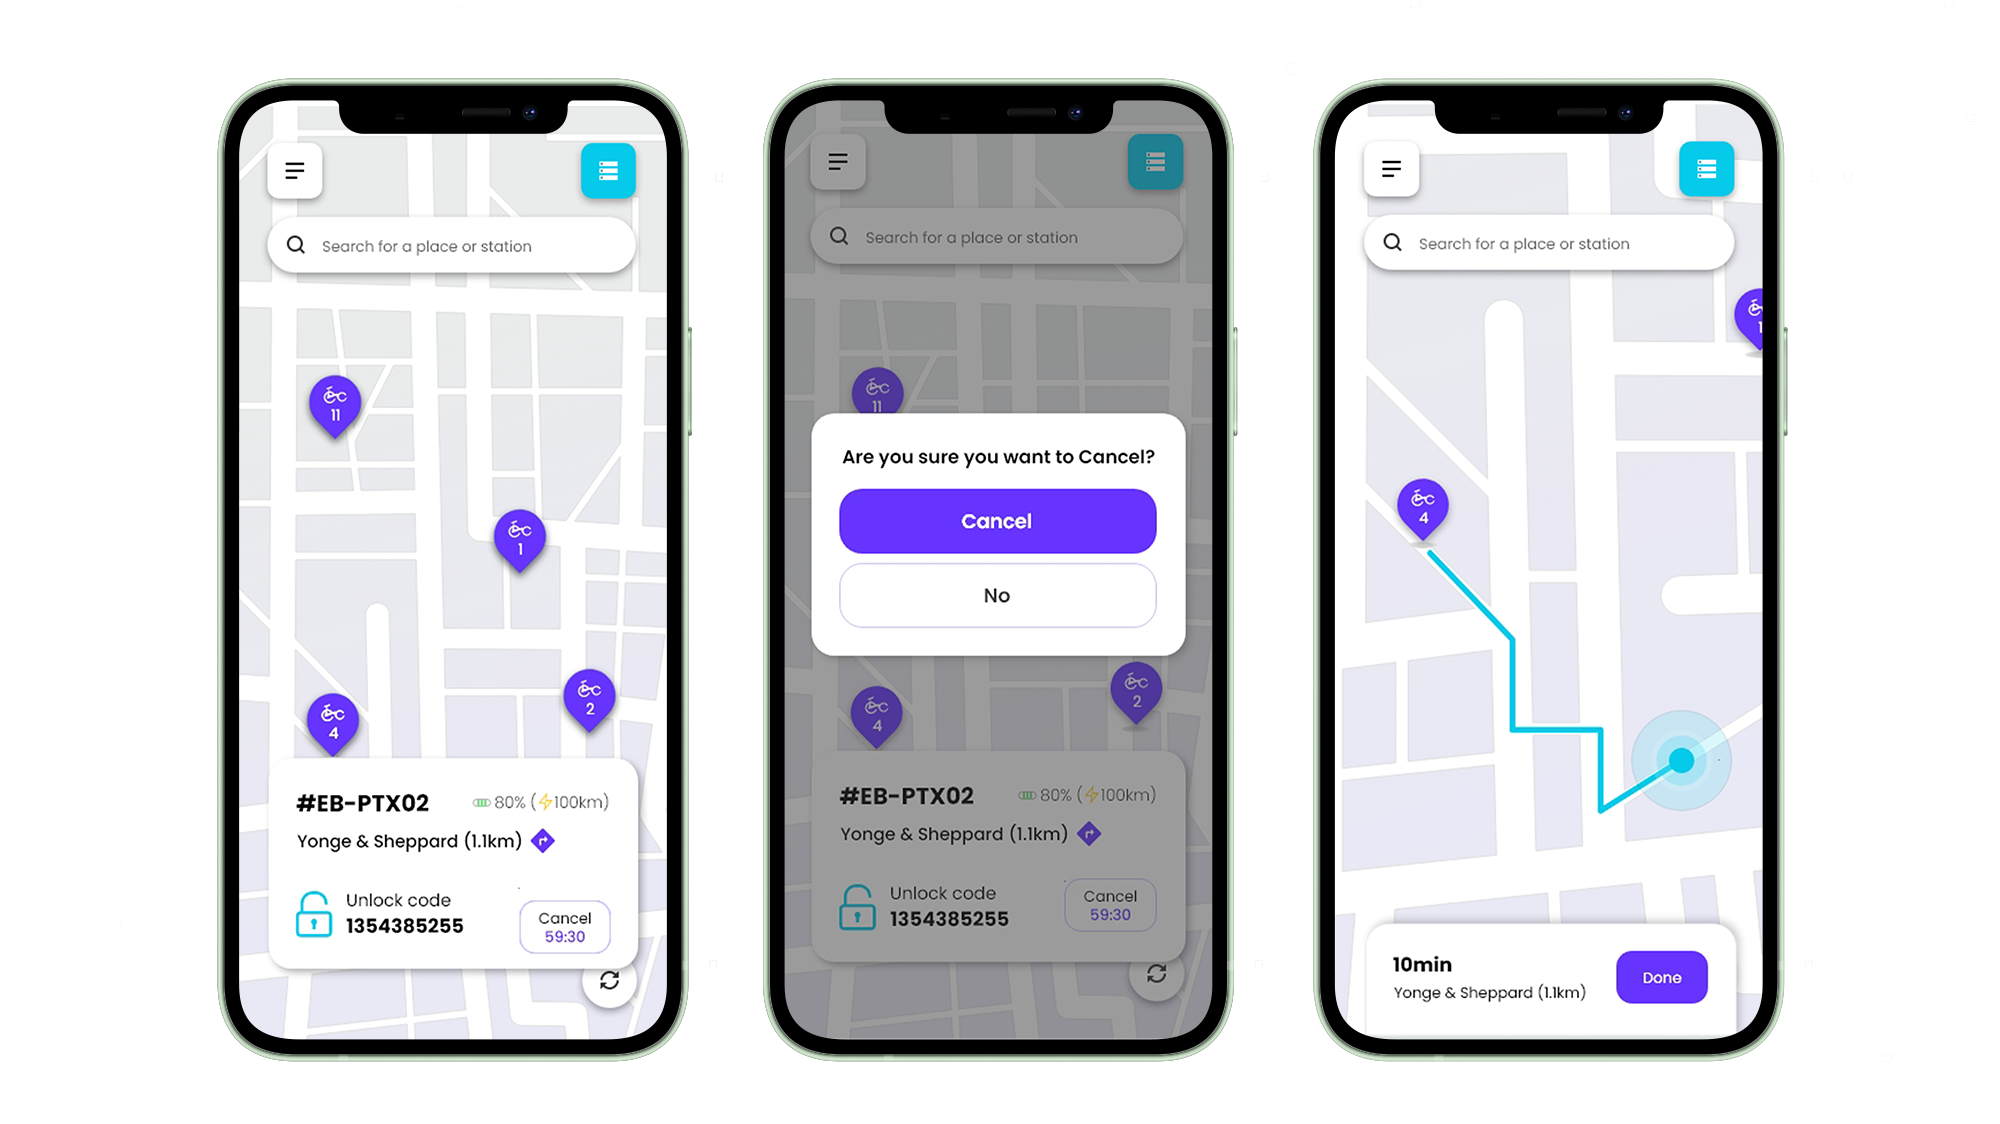 Search for a place or station
11
1
2
4
#EB-PTX02
80% (⚡100km)
Yonge & Sheppard (1.1km)
Unlock code
1354385255
Cancel
59:30
Search for a place or station
11
Are you sure you want to Cancel?
Cancel
No
2
4
#EB-PTX02
80% (⚡100km)
Yonge & Sheppard (1.1km)
Unlock code
1354385255
Cancel
59:30
Search for a place or station
1
4
10min
Yonge & Sheppard (1.1km)
Done